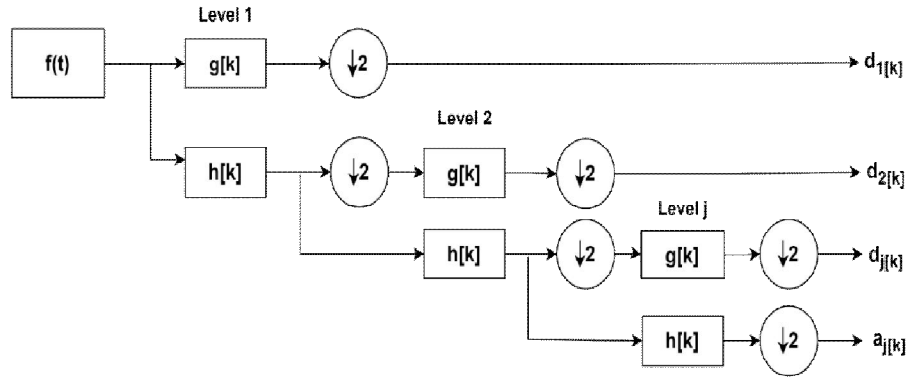 Level 1
f(t)
g[k]
↓2
d1[k]
Level 2
h[k]
↓2
g[k]
↓2
d2[k]
Level j
h[k]
↓2
g[k]
↓2
dj[k]
h[k]
↓2
aj[k]